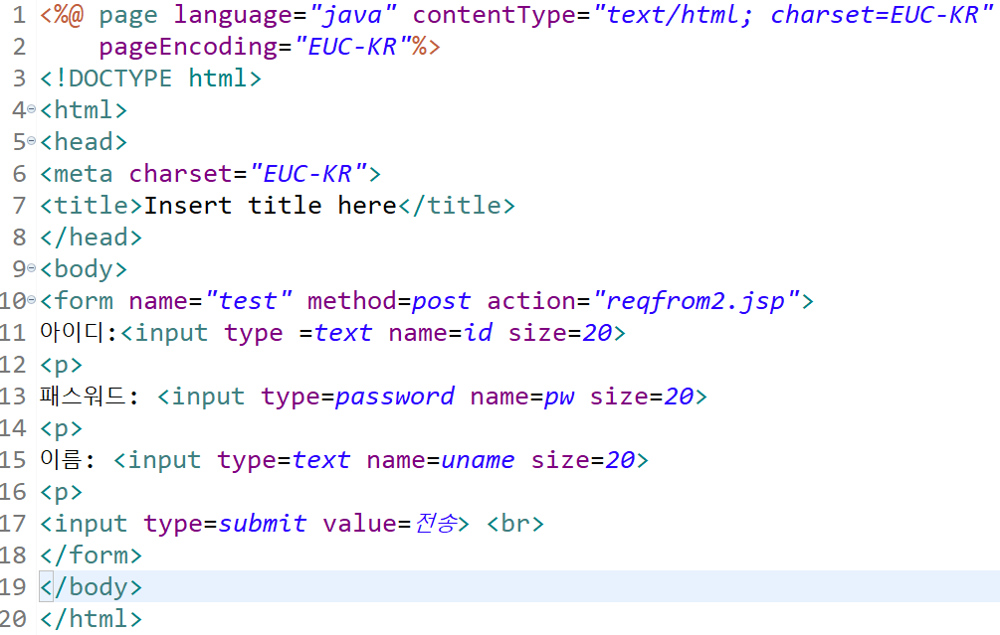 1 <%@ page language="java" contentType="text/html; charset=EUC-KR"
2     pageEncoding="EUC-KR"%>
3 <!DOCTYPE html>
4 <html>
5 <head>
6 <meta charset="EUC-KR">
7 <title>Insert title here</title>
8 </head>
9 <body>
10 <form name="test" method=post action="reqfrom2.jsp">
11 아이디:<input type =text name=id size=20>
12 <p>
13 패스워드: <input type=password name=pw size=20>
14 <p>
15 이름: <input type=text name=uname size=20>
16 <p>
17 <input type=submit value=전송> <br>
18 </form>
19 </body>
20 </html>